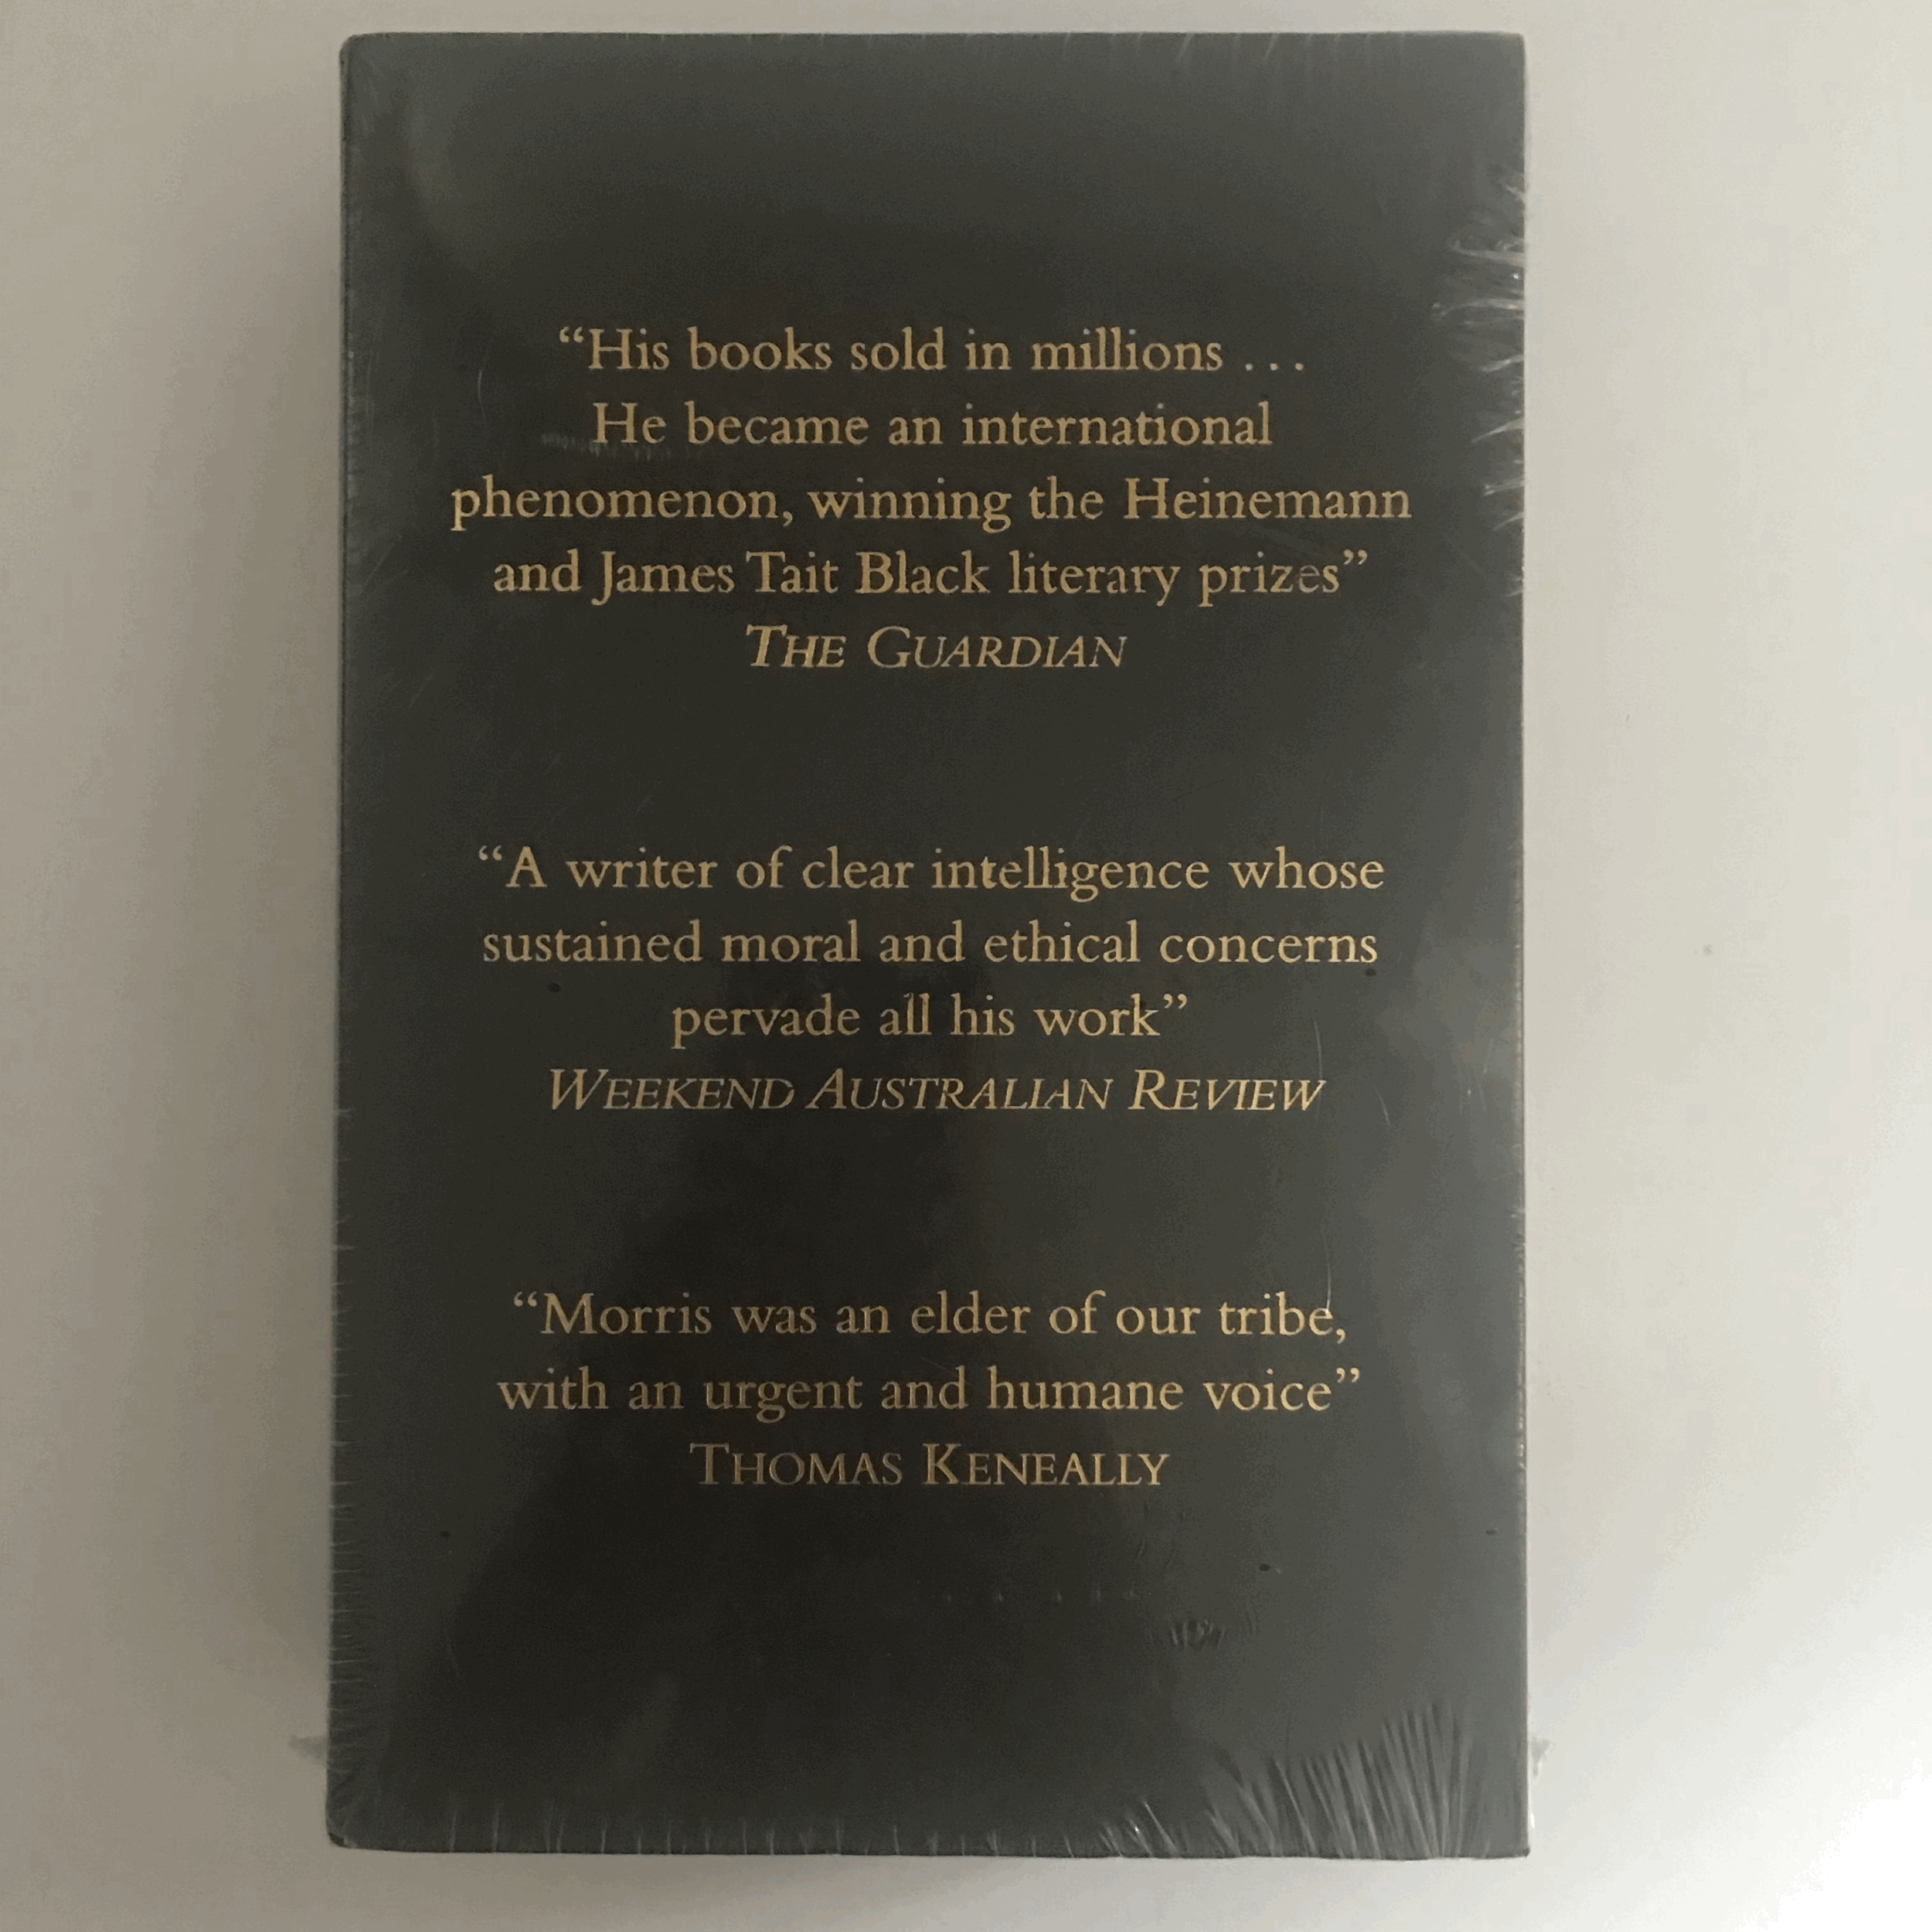 “His books sold in millions ...
He became an international
phenomenon, winning the Heinemann
and James Tait Black literary prizes”
THE GUARDIAN
“A writer of clear intelligence whose
sustained moral and ethical concerns
pervade all his work”
WEEKEND AUSTRALIAN REVIEW
“Morris was an elder of our tribe,
with an urgent and humane voice”
THOMAS KENEALLY